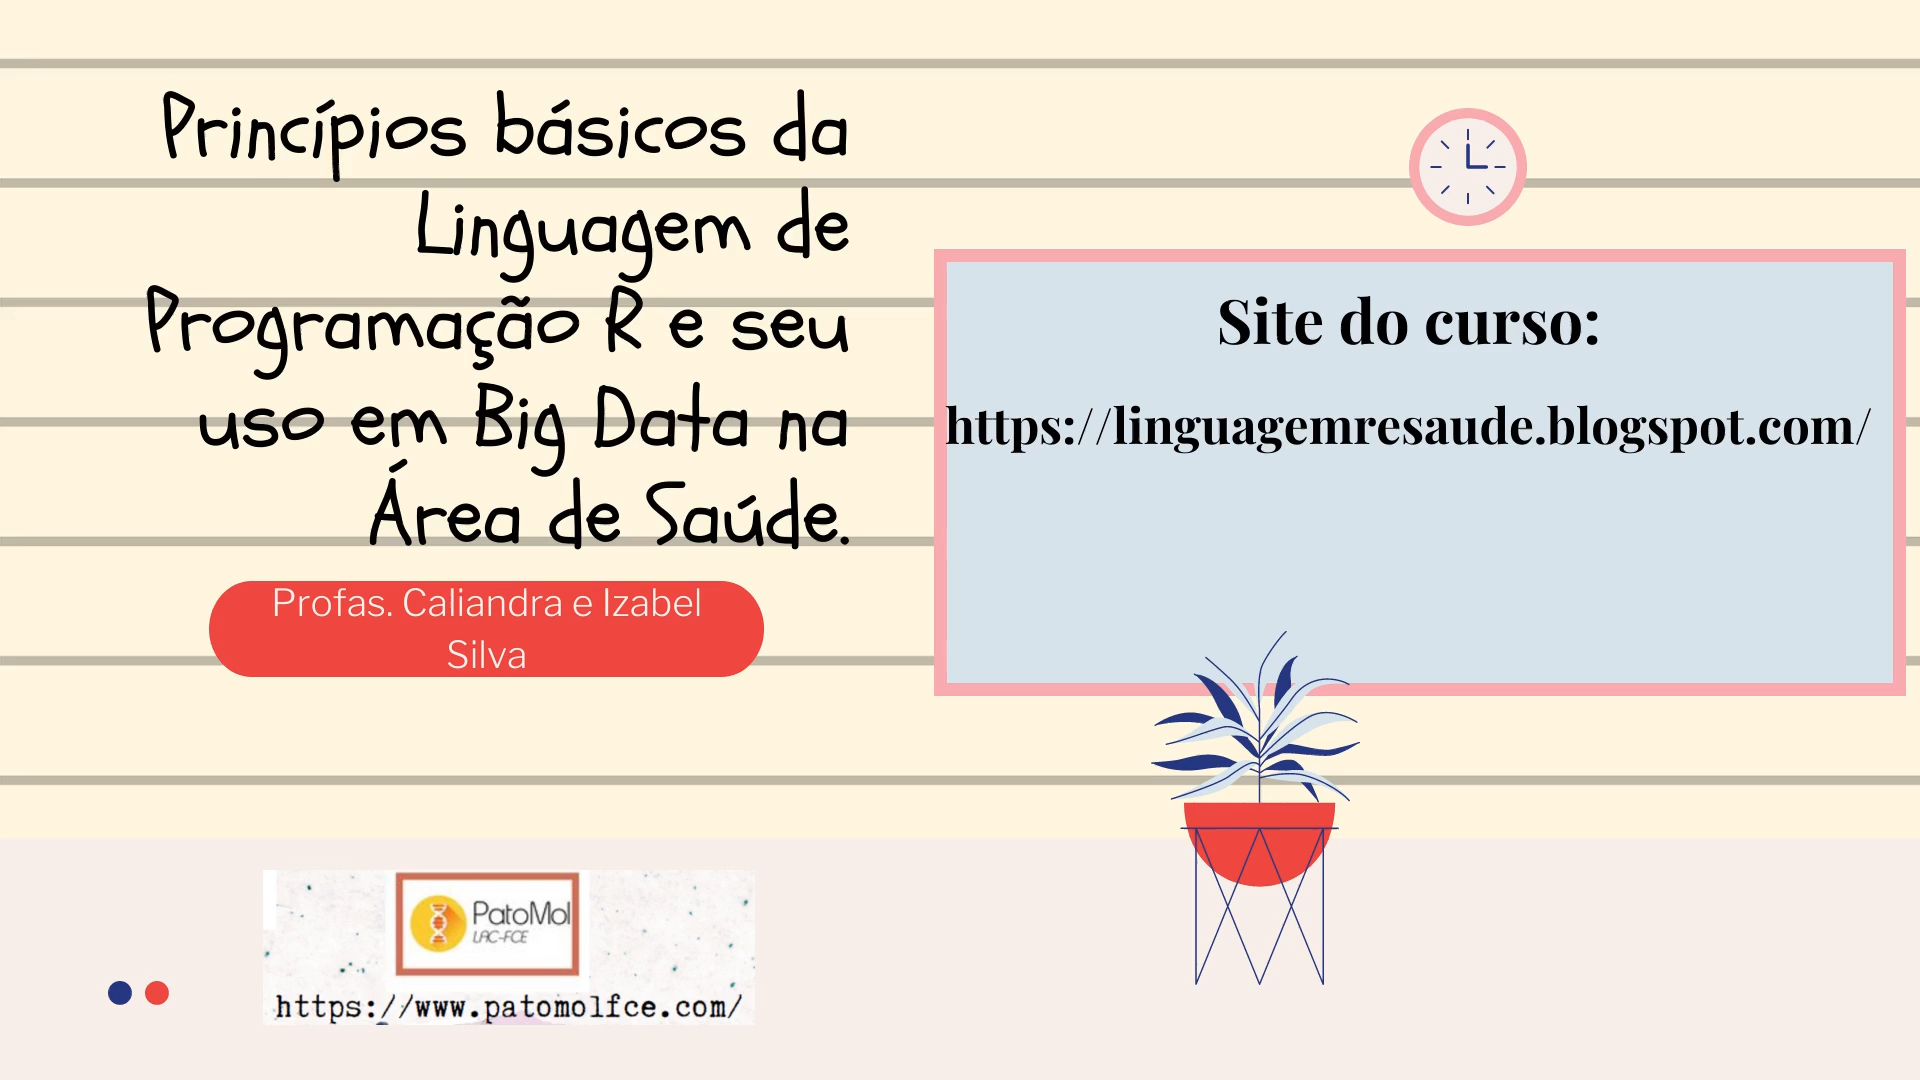 Princípios básicos da
Linguagem de
Programação R e seu
uso em Big Data na
Área de Saúde.
Profas. Caliandra e Izabel
Silva
Site do curso:
https://linguagemresaude.blogspot.com/
PatoMol
LAC-FCE
https://www.patomolfce.com/